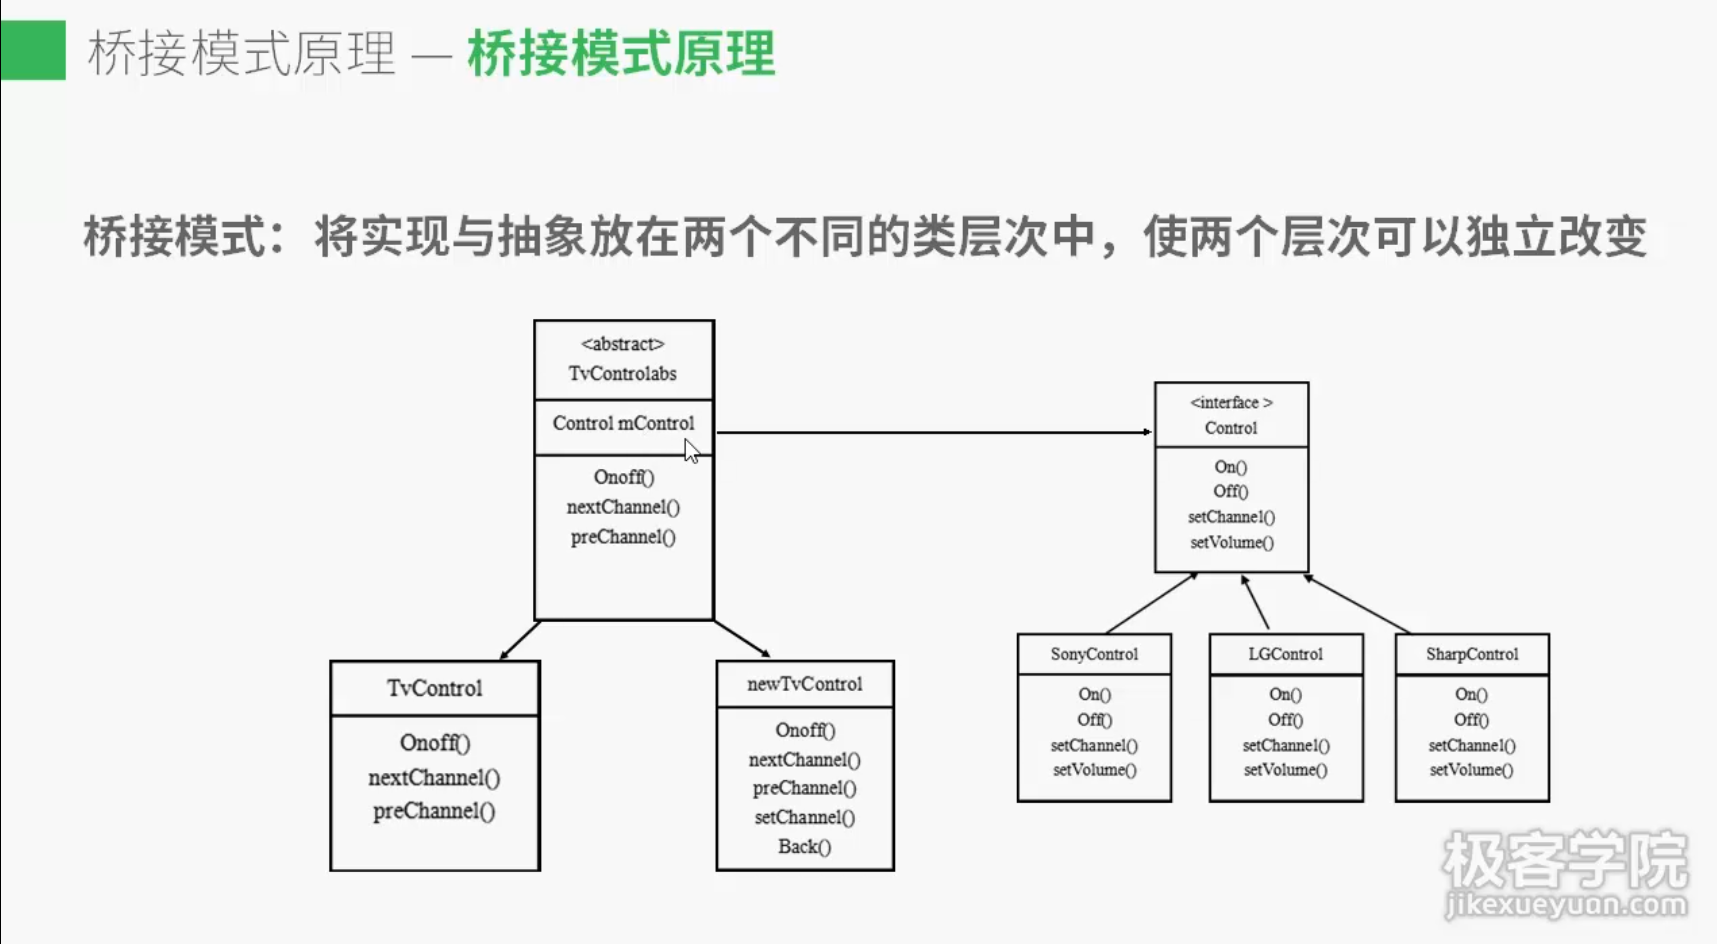 桥接模式原理 — 桥接模式原理
桥接模式：将实现与抽象放在两个不同的类层次中，使两个层次可以独立改变
<abstract>
TvControlabs
Control mControl
Onoff()
nextChannel()
preChannel()
<interface >
Control
On()
Off()
setChannel()
setVolume()
TvControl
Onoff()
nextChannel()
preChannel()
newTvControl
Onoff()
nextChannel()
preChannel()
setChannel()
Back()
SonyControl
On()
Off()
setChannel()
setVolume()
LGControl
On()
Off()
setChannel()
setVolume()
SharpControl
On()
Off()
setChannel()
setVolume()
极客学院
jikexueyuan.com